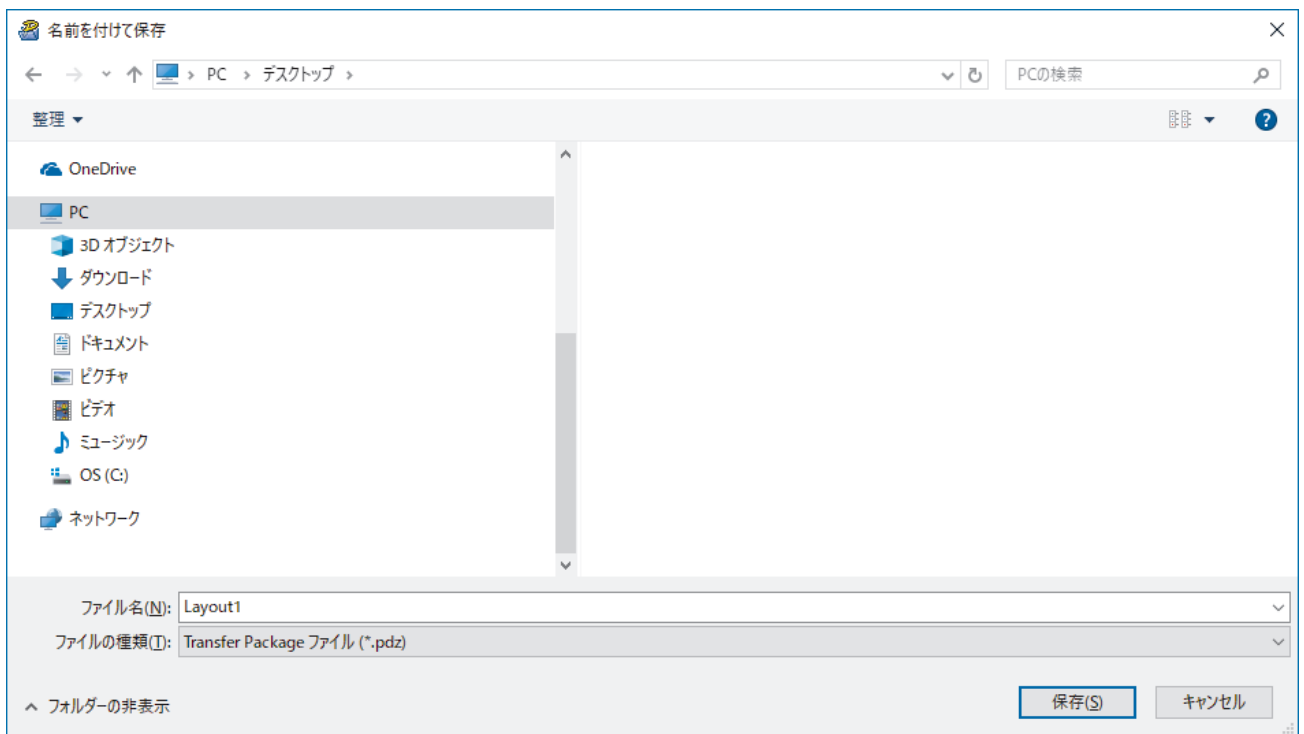 名前を付けて保存
PC › デスクトップ ›
PCの検索
整理
OneDrive
PC
3D オブジェクト
ダウンロード
デスクトップ
ドキュメント
ピクチャ
ビデオ
ミュージック
OS (C:)
ネットワーク
ファイル名(N): Layout1
ファイルの種類(T): Transfer Package ファイル (*.pdz)
フォルダーの非表示
保存(S)
キャンセル